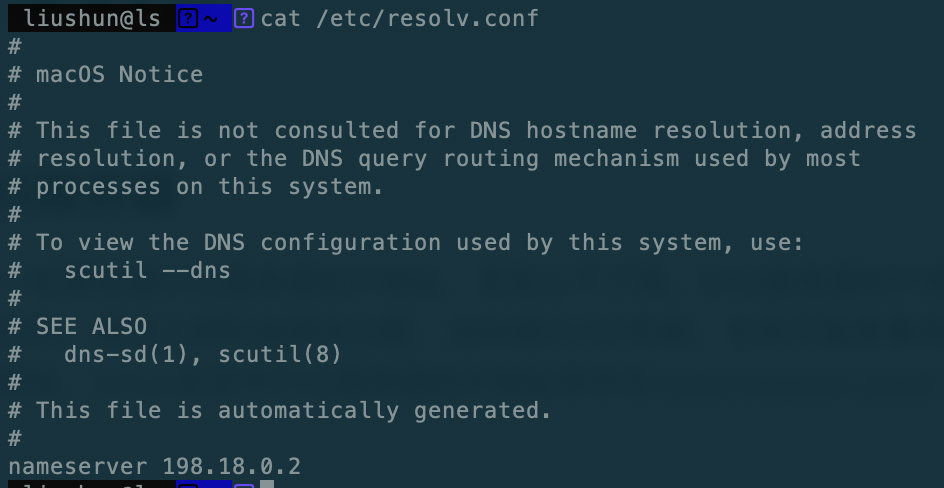 liushun@ls ? ~ ? cat /etc/resolv.conf
#
# macOS Notice
#
# This file is not consulted for DNS hostname resolution, address
# resolution, or the DNS query routing mechanism used by most
# processes on this system.
#
# To view the DNS configuration used by this system, use:
#   scutil --dns
#
# SEE ALSO
#   dns-sd(1), scutil(8)
#
# This file is automatically generated.
#
nameserver 198.18.0.2